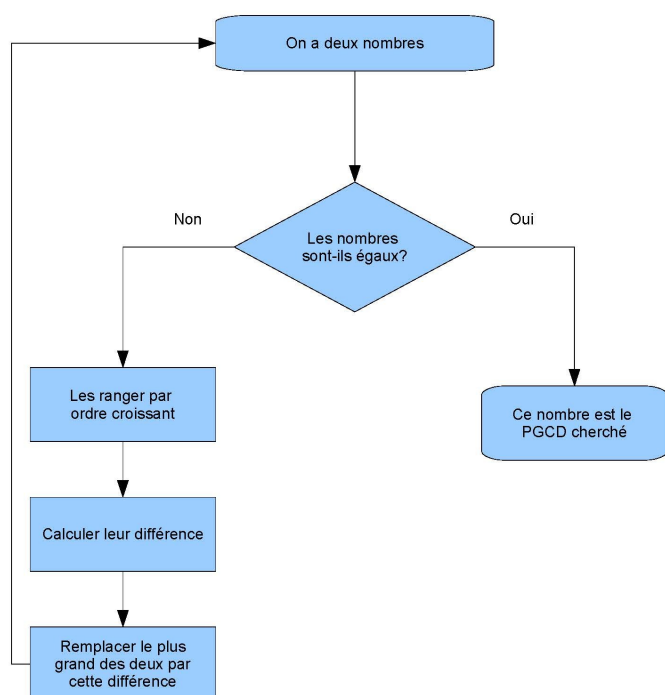 On a deux nombres
Non
Oui
Les nombres
sont-ils égaux?
Les ranger par
ordre croissant
Ce nombre est le
PGCD cherché
Calculer leur différence
Remplacer le plus
grand des deux par
cette différence